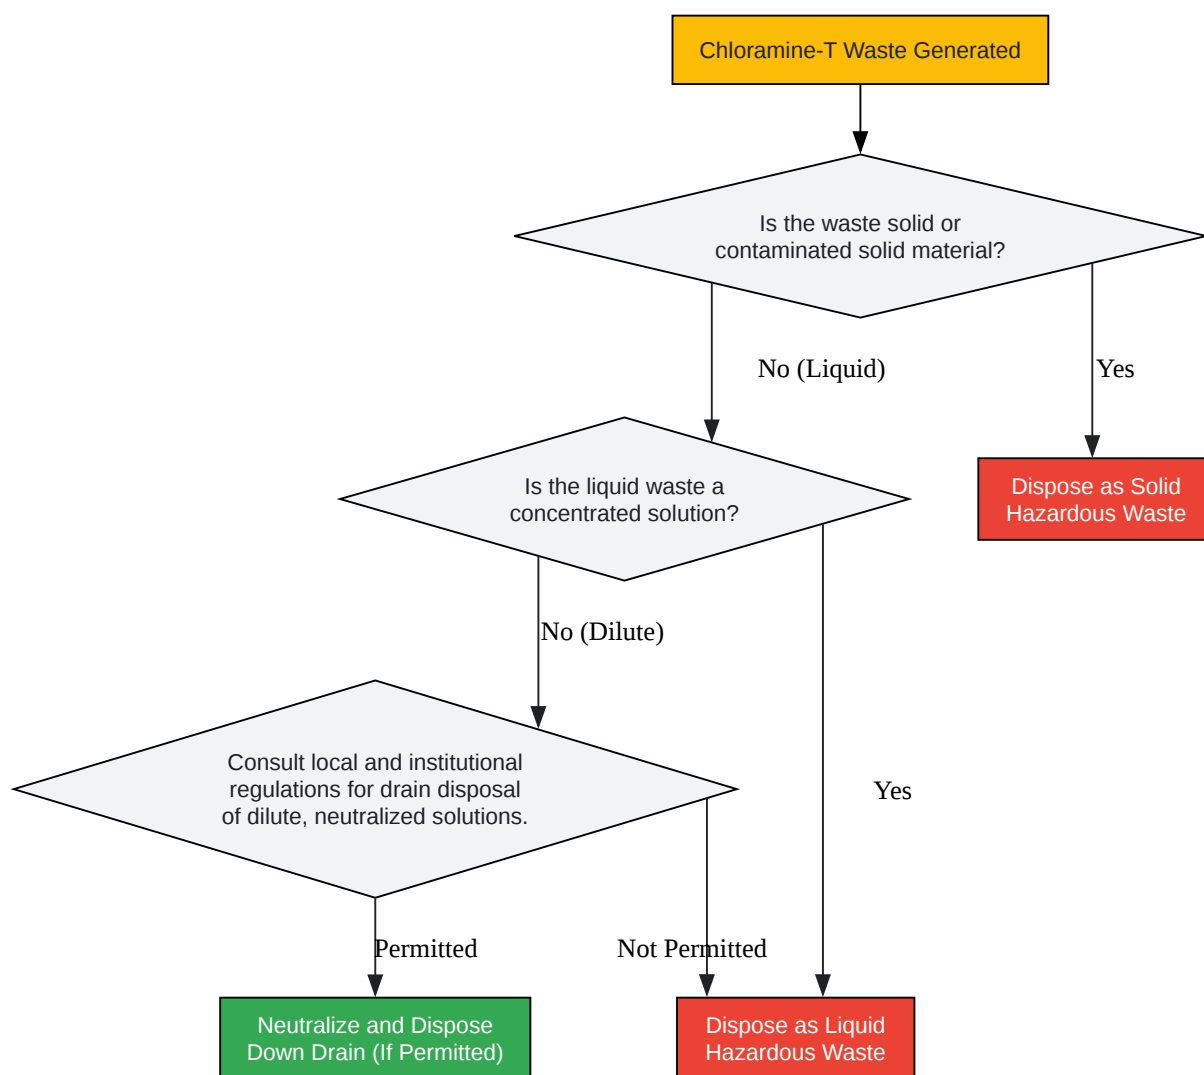 Chloramine-T Waste Generated
Is the waste solid or
contaminated solid material?
No (Liquid)
Yes
Is the liquid waste a
concentrated solution?
Dispose as Solid
Hazardous Waste
No (Dilute)
Consult local and institutional
regulations for drain disposal
of dilute, neutralized solutions.
Yes
Permitted
Not Permitted
Neutralize and Dispose
Down Drain (If Permitted)
Dispose as Liquid
Hazardous Waste